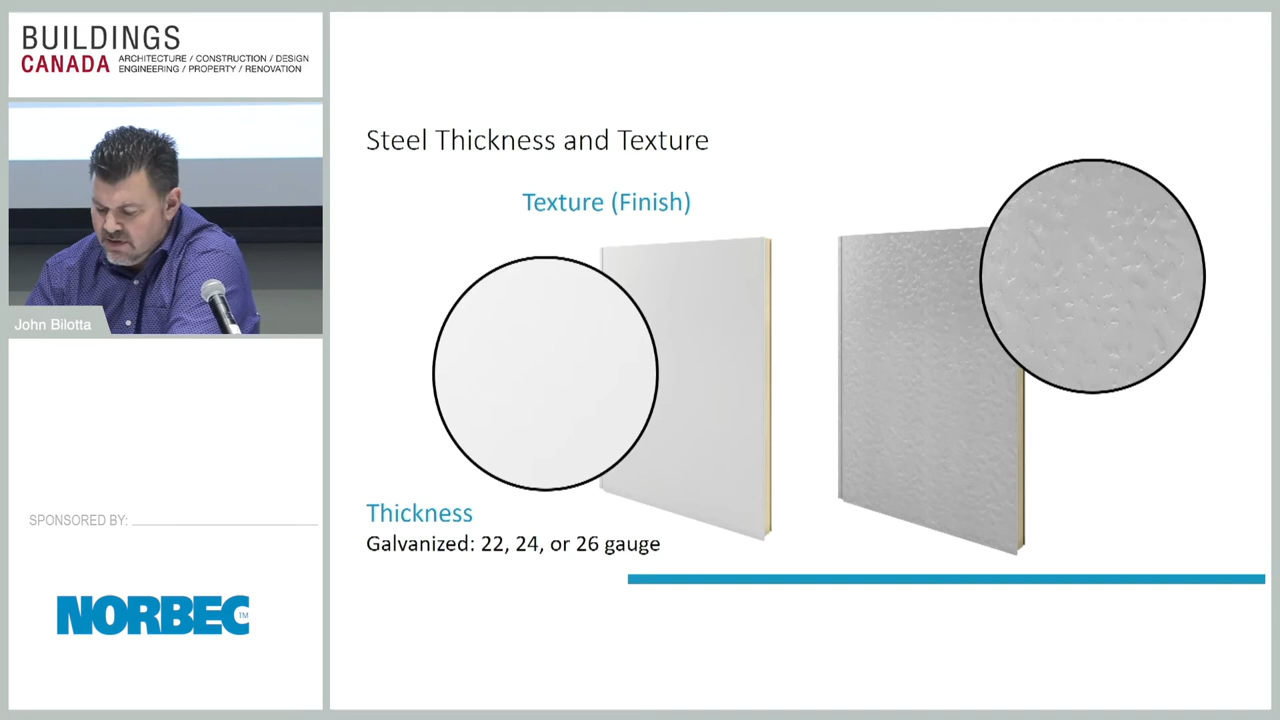 BUILDINGS
CANADA
ARCHITECTURE / CONSTRUCTION / DESIGN
ENGINEERING / PROPERTY / RENOVATION
John Bilotta
SPONSORED BY:
NORBEC™
Steel Thickness and Texture
Texture (Finish)
Thickness
Galvanized: 22, 24, or 26 gauge